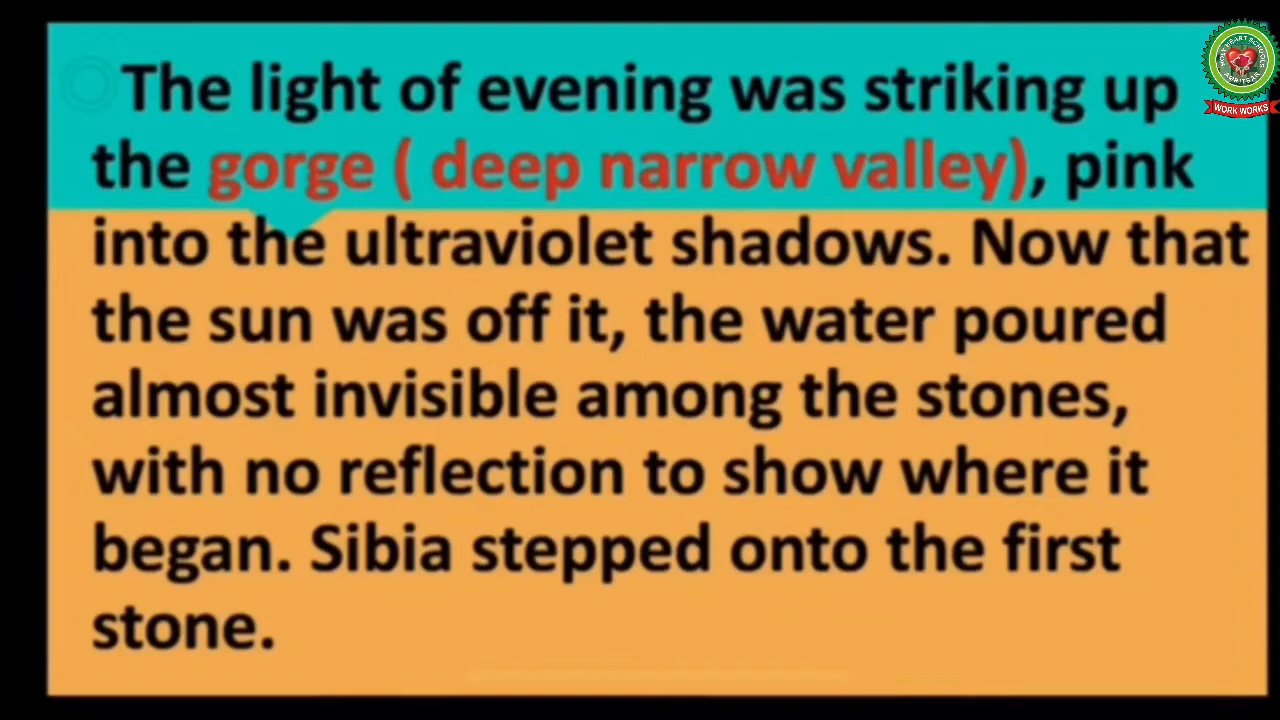 The light of evening was striking up
the gorge ( deep narrow valley), pink
into the ultraviolet shadows. Now that
the sun was off it, the water poured
almost invisible among the stones,
with no reflection to show where it
began. Sibia stepped onto the first
stone.
WORK WORKS